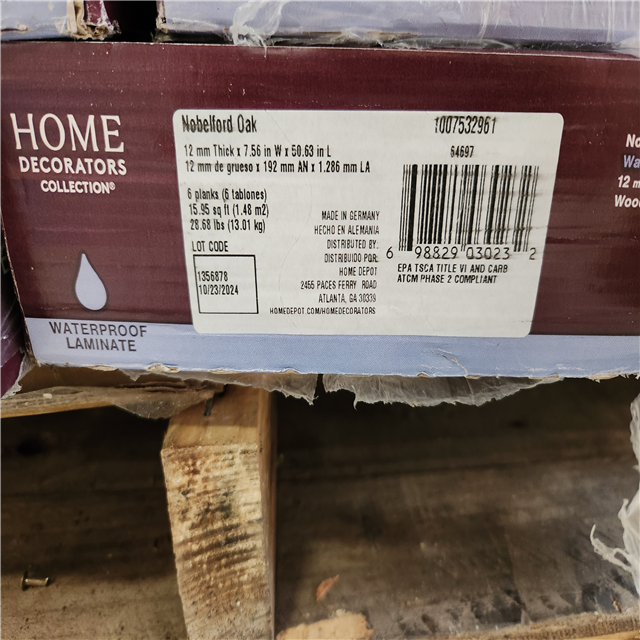 HOME
DECORATORS
COLLECTION®
WATERPROOF
LAMINATE
Nobelford Oak
1007532961
64697
12 mm Thick x 7.56 in W x 50.63 in L
12 mm de grueso x 192 mm AN x 1.286 mm LA
6 planks (6 tablones)
15.95 sq ft (1.48 m2)
28.68 lbs (13.01 kg)
LOT CODE
1356878
10/23/2024
MADE IN GERMANY
HECHO EN ALEMANIA
DISTRIBUTED BY:
DISTRIBUIDO POR:
HOME DEPOT
2455 PACES FERRY ROAD
ATLANTA, GA 30339
HOMEDEPOT.COM/HOMEDECORATORS
6 98829 03023 2
EPA TSCA TITLE VI AND CARB
ATCM PHASE 2 COMPLIANT
No
Wa
12 m
Wood